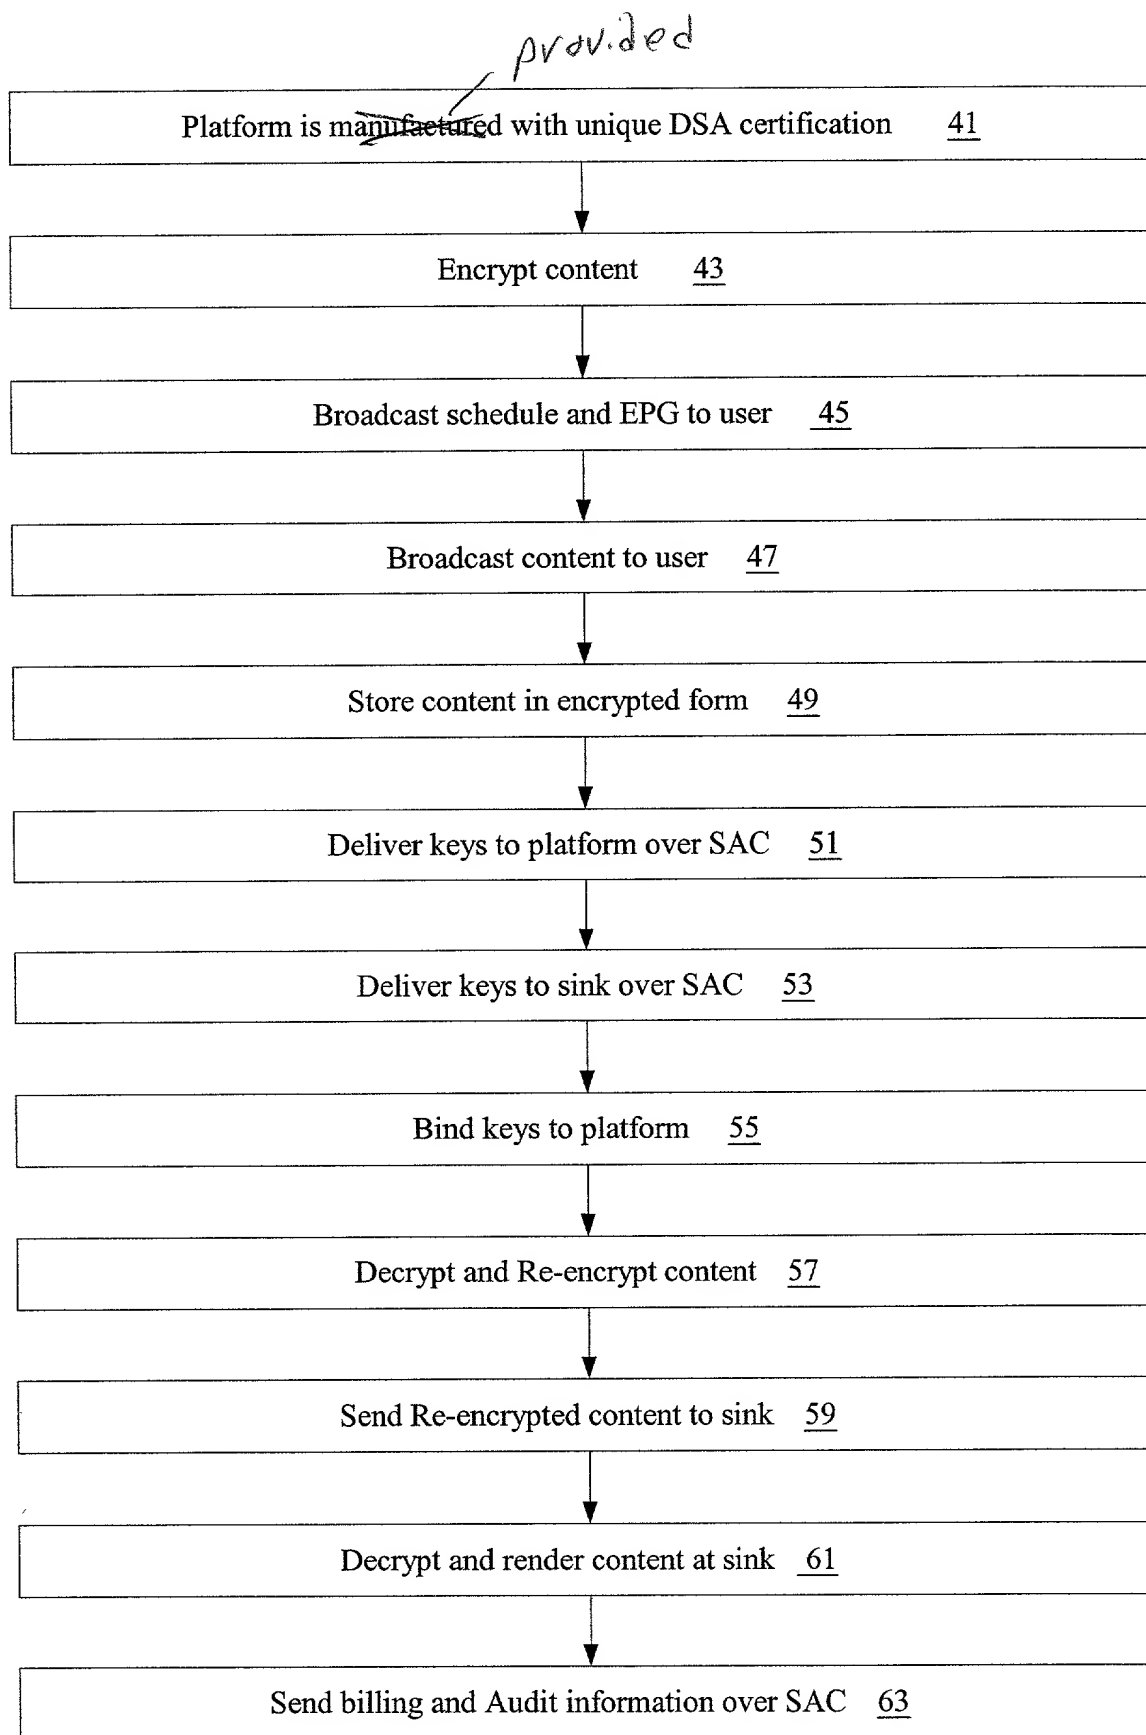 provided
Platform is manufactured with unique DSA certification 41
Encrypt content 43
Broadcast schedule and EPG to user 45
Broadcast content to user 47
Store content in encrypted form 49
Deliver keys to platform over SAC 51
Deliver keys to sink over SAC 53
Bind keys to platform 55
Decrypt and Re-encrypt content 57
Send Re-encrypted content to sink 59
Decrypt and render content at sink 61
Send billing and Audit information over SAC 63